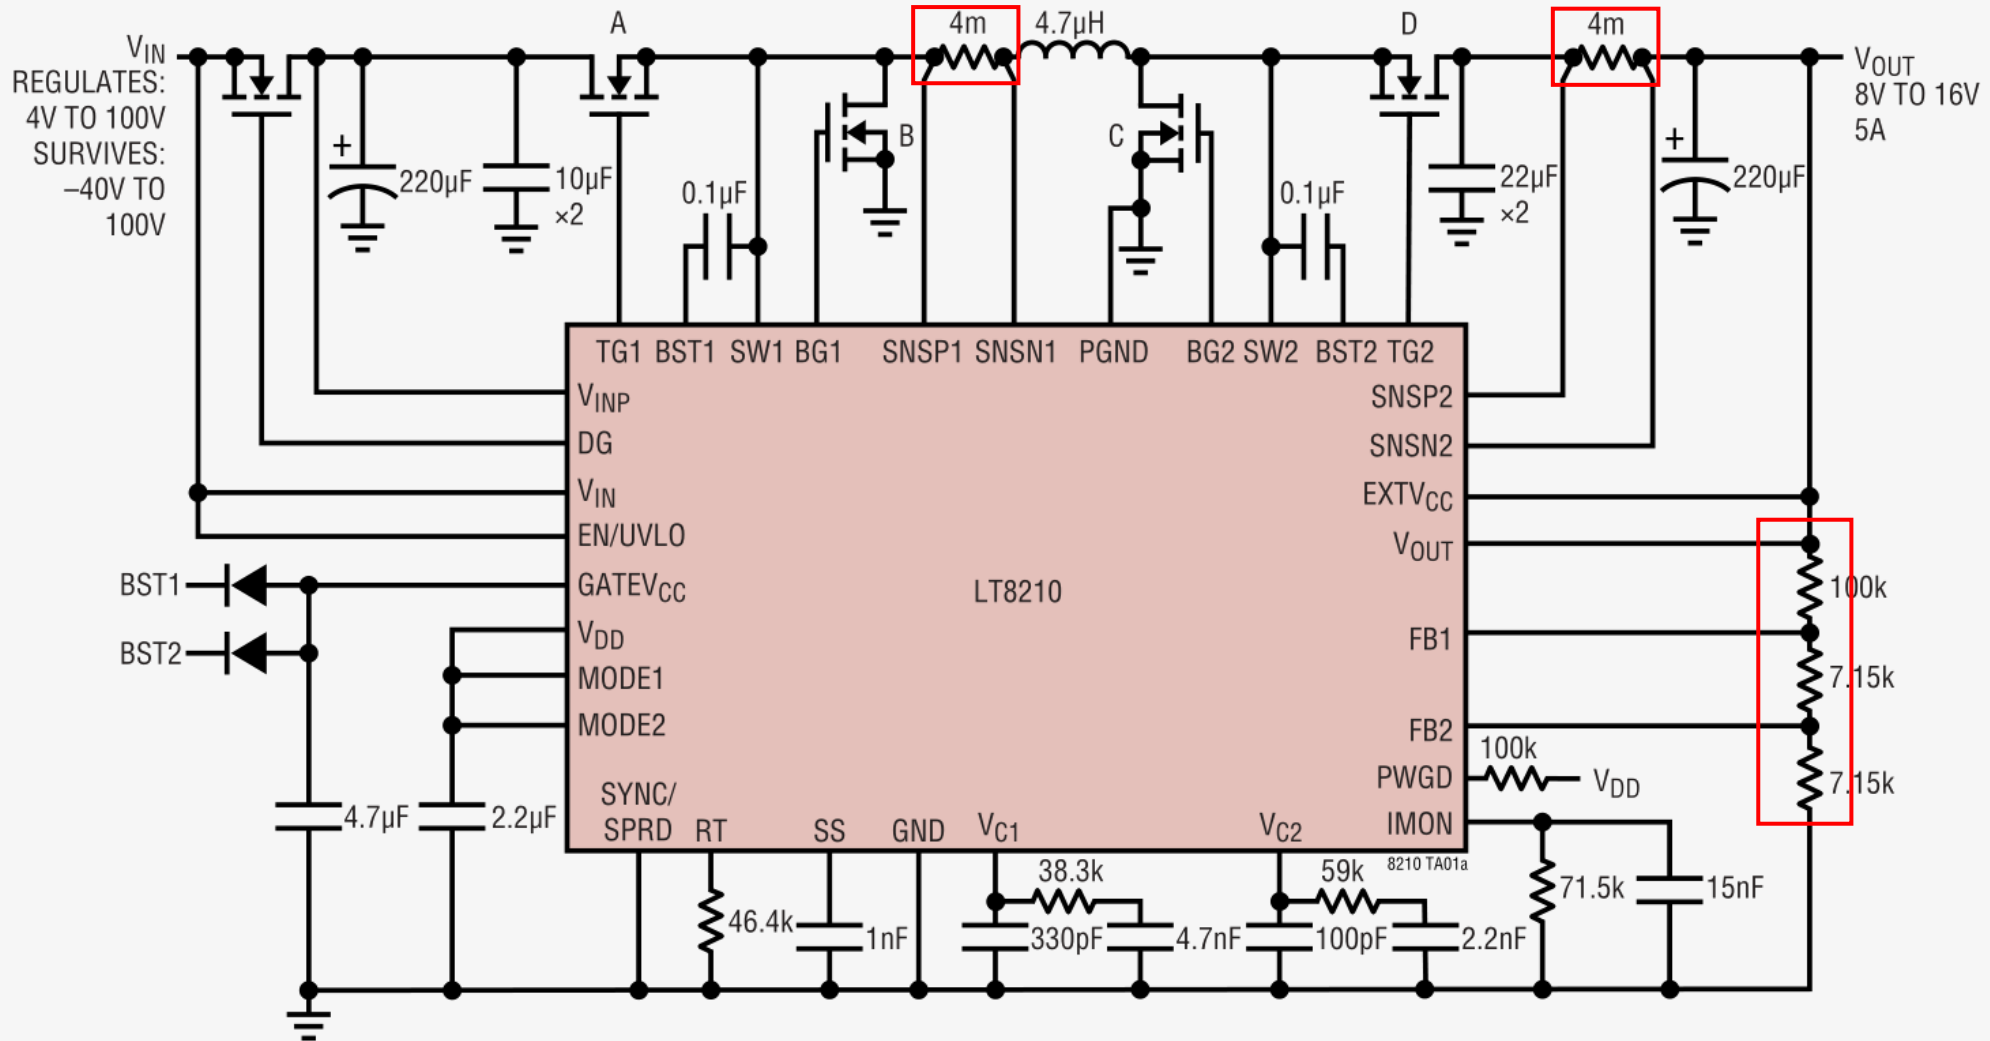 A
4m
4.7µH
D
4m
VIN
REGULATES:
4V TO 100V
SURVIVES:
–40V TO
100V
VOUT
8V TO 16V
5A
+
220µF
10µF
×2
0.1µF
B
C
0.1µF
22µF
×2
+
220µF
TG1 BST1 SW1 BG1 SNSP1 SNSN1 PGND BG2 SW2 BST2 TG2
VINP
DG
VIN
EN/UVLO
GATEVCC
VDD
MODE1
MODE2
SNSP2
SNSN2
EXTVCC
VOUT
FB1
FB2
PWGD
IMON
LT8210
BST1
BST2
100k
7.15k
7.15k
100k
VDD
4.7µF
2.2µF
SYNC/
SPRD RT SS GND VC1 VC2
8210 TA01a
46.4k
1nF
38.3k
330pF
4.7nF
59k
100pF
2.2nF
71.5k
15nF